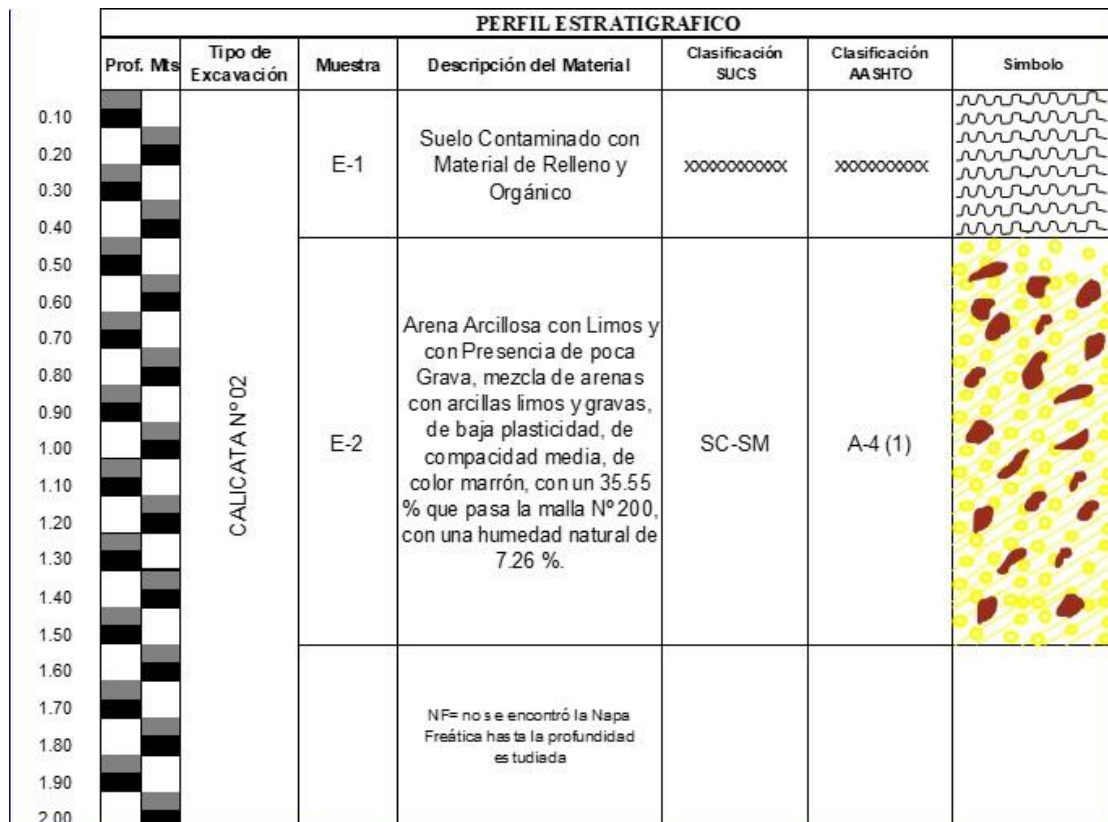 PERFIL ESTRATIGRAFICO
Prof. Mts
Tipo de
Excavación
Muestra
Descripción del Material
Clasificación
SUCS
Clasificación
AASHTO
Simbolo
0.10
0.20
0.30
0.40
0.50
0.60
0.70
0.80
0.90
1.00
1.10
1.20
1.30
1.40
1.50
1.60
1.70
1.80
1.90
2.00
CALICATA Nº 02
E-1
Suelo Contaminado con
Material de Relleno y
Orgánico
XXXXXXXXXXX
XXXXXXXXXX
E-2
Arena Arcillosa con Limos y
con Presencia de poca
Grava, mezcla de arenas
con arcillas limos y gravas,
de baja plasticidad, de
compacidad media, de
color marrón, con un 35.55
% que pasa la malla Nº 200,
con una humedad natural de
7.26 %.
SC-SM
A-4 (1)
NF= no se encontró la Napa
Freática hasta la profundidad
estudiada